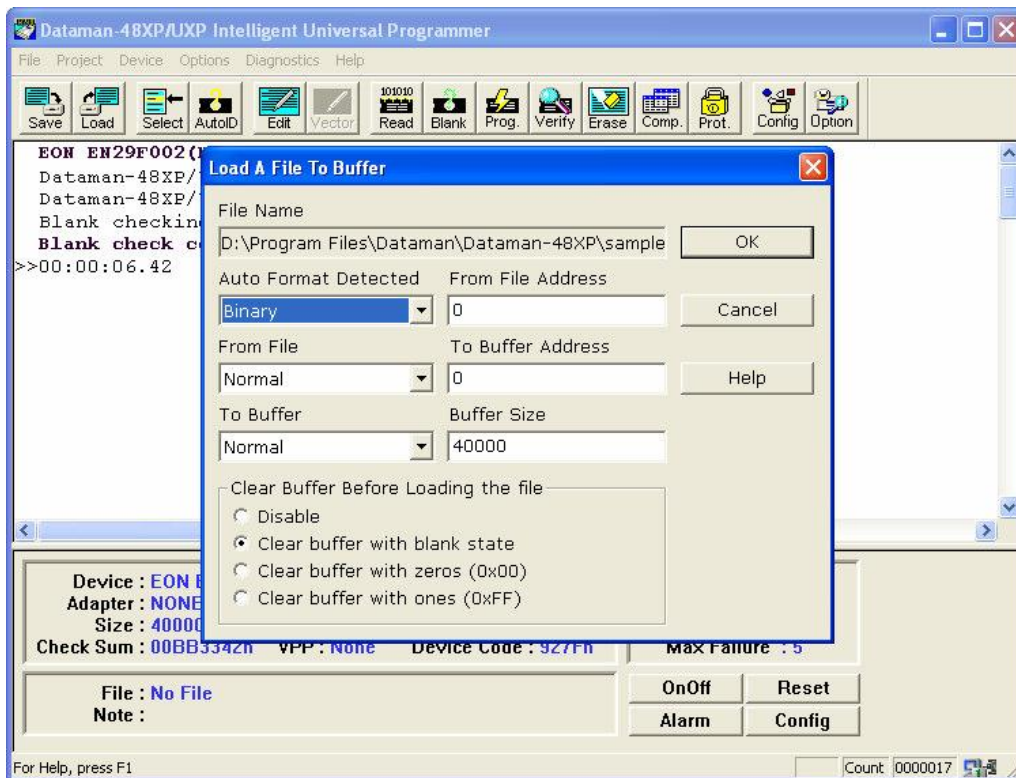 Dataman-48XP/UXP Intelligent Universal Programmer
File Project Device Options Diagnostics Help
101010
Save Load Select AutoID Edit Vector Read Blank Prog. Verify Erase Comp. Prot. Config Option
EON EN29F002(
Dataman-48XP/
Dataman-48XP/
Blank checkin
Blank check c
>>00:00:06.42
Load A File To Buffer
File Name
D:\Program Files\Dataman\Dataman-48XP\sample
OK
Auto Format Detected From File Address
Binary 0
Cancel
From File To Buffer Address
Normal 0
Help
To Buffer Buffer Size
Normal 40000
Clear Buffer Before Loading the file
Disable
Clear buffer with blank state
Clear buffer with zeros (0x00)
Clear buffer with ones (0xFF)
Device : EON
Adapter : NONE
Size : 40000
Check Sum : 00BB3342h VPP : None Device Code : 927Fh Max Failure : 5
File : No File
Note :
OnOff Reset
Alarm Config
For Help, press F1
Count 0000017